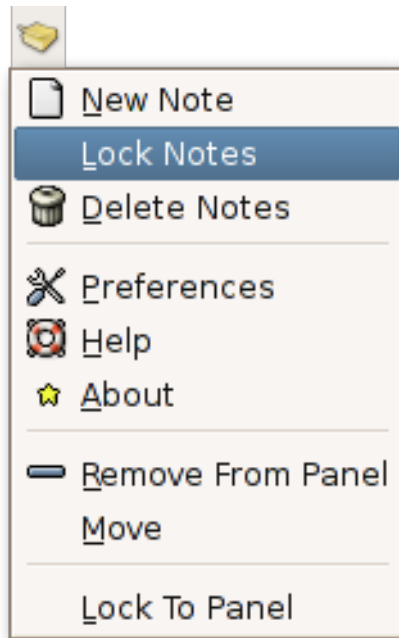 New Note
Lock Notes
Delete Notes
Preferences
Help
About
Remove From Panel
Move
Lock To Panel